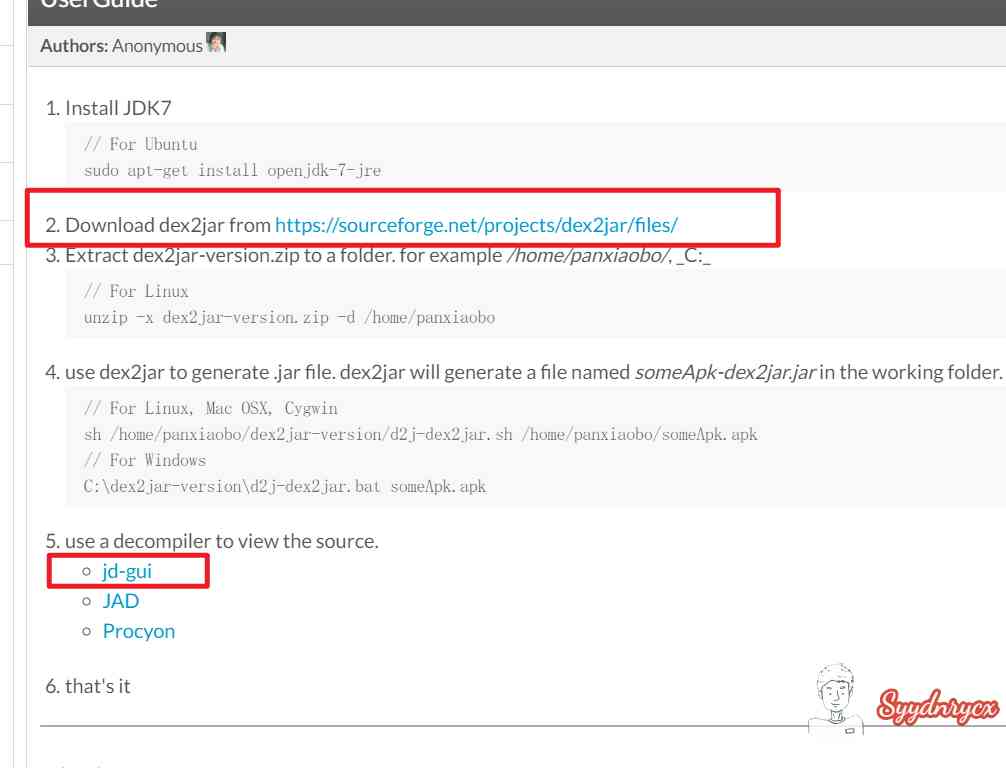 User Guide
Authors: Anonymous
1. Install JDK7
// For Ubuntu
sudo apt-get install openjdk-7-jre
2. Download dex2jar from https://sourceforge.net/projects/dex2jar/files/
3. Extract dex2jar-version.zip to a folder. for example /home/panxiaobo/, _C:_
// For Linux
unzip -x dex2jar-version.zip -d /home/panxiaobo
4. use dex2jar to generate .jar file. dex2jar will generate a file named someApk-dex2jar.jar in the working folder.
// For Linux, Mac OSX, Cygwin
sh /home/panxiaobo/dex2jar-version/d2j-dex2jar.sh /home/panxiaobo/someApk.apk
// For Windows
C:\dex2jar-version\d2j-dex2jar.bat someApk.apk
5. use a decompiler to view the source.
jd-gui
JAD
Procyon
6. that's it
Syydnrycx